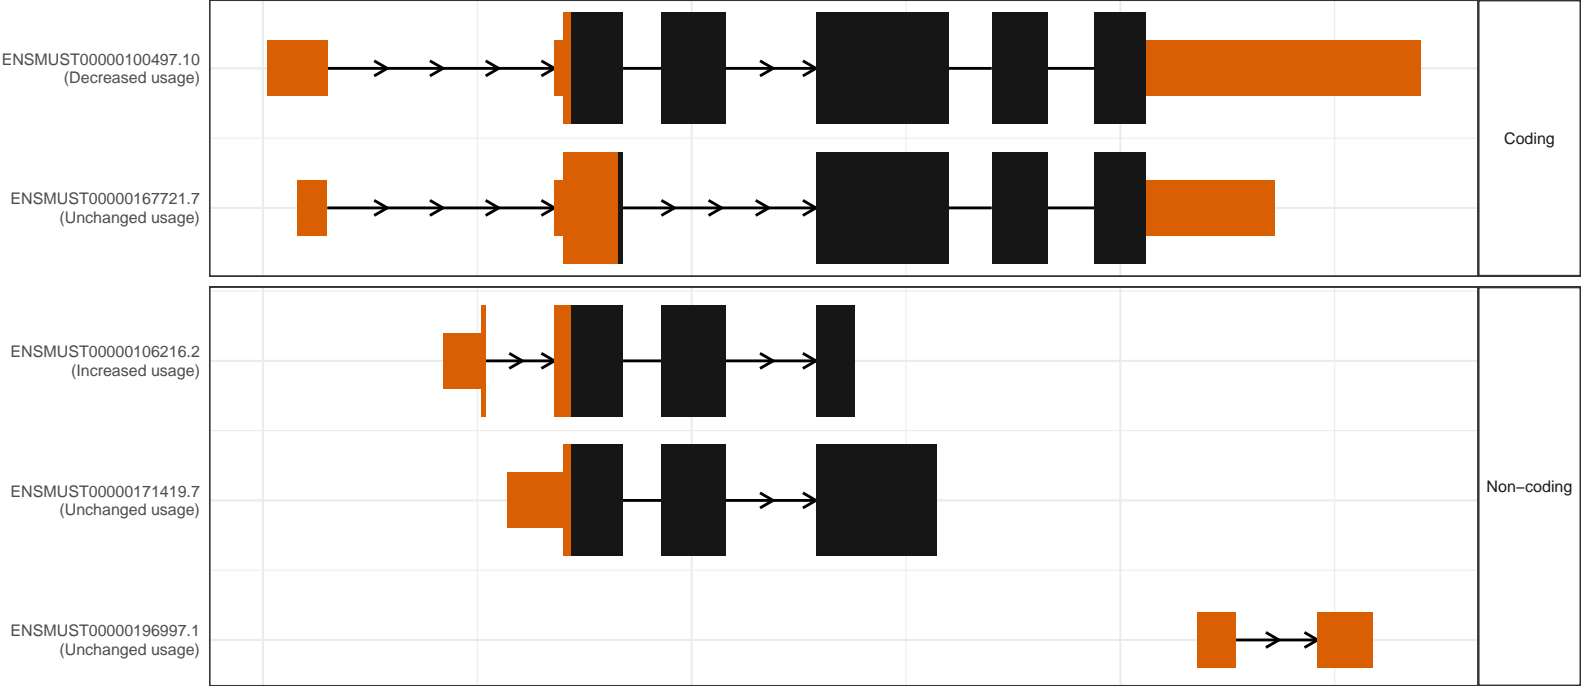 ENSMUST00000100497.10
(Decreased usage)
ENSMUST00000167721.7
(Unchanged usage)
Coding
ENSMUST00000106216.2
(Increased usage)
ENSMUST00000171419.7
(Unchanged usage)
Non−coding
ENSMUST00000196997.1
(Unchanged usage)